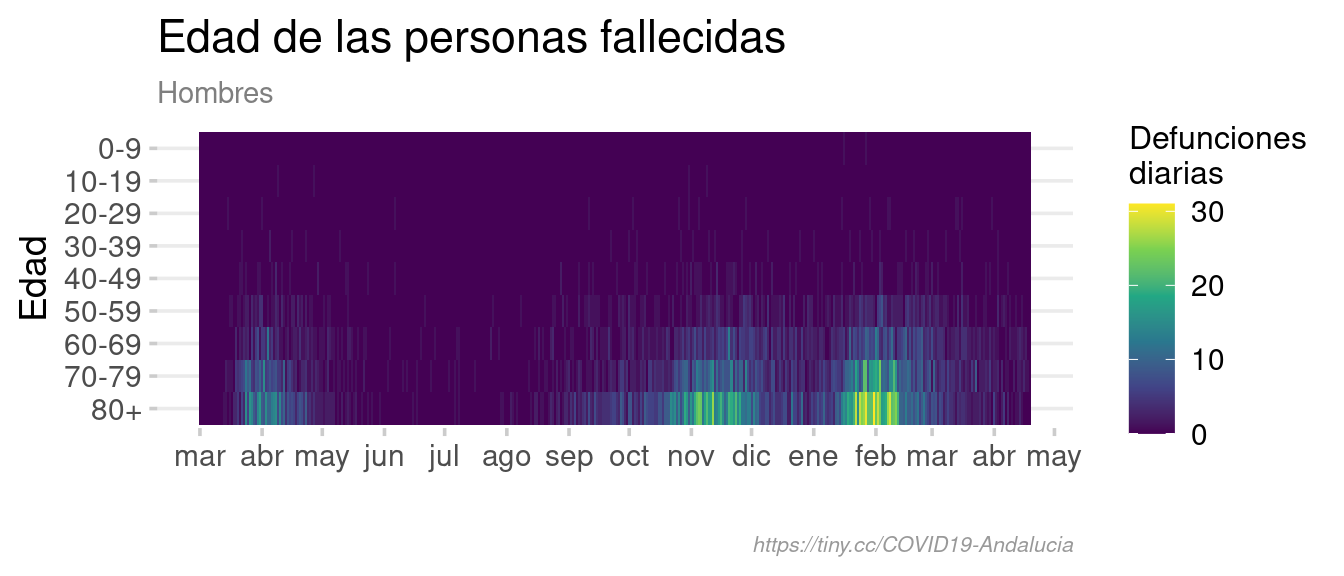 Edad de las personas fallecidas
Hombres
Edad
0-9
10-19
20-29
30-39
40-49
50-59
60-69
70-79
80+
mar abr may jun jul ago sep oct nov dic ene feb mar abr may
Defunciones
diarias
30
20
10
0
https://tiny.cc/COVID19-Andalucia